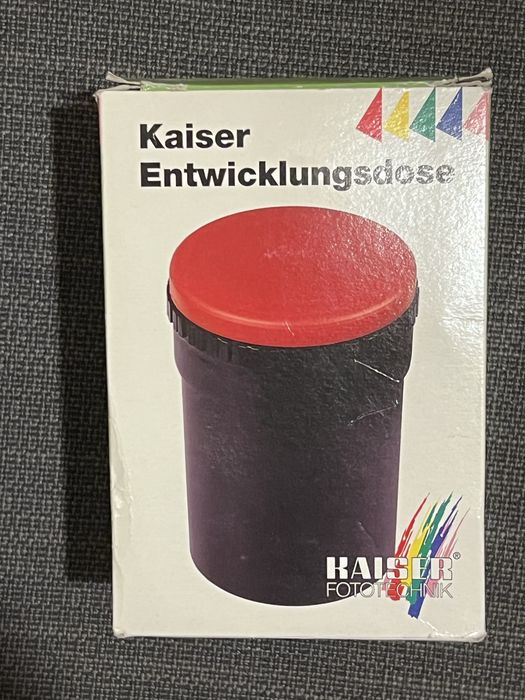 Kaiser
Entwicklungsdose
KAISER®
FOTOTECHNIK